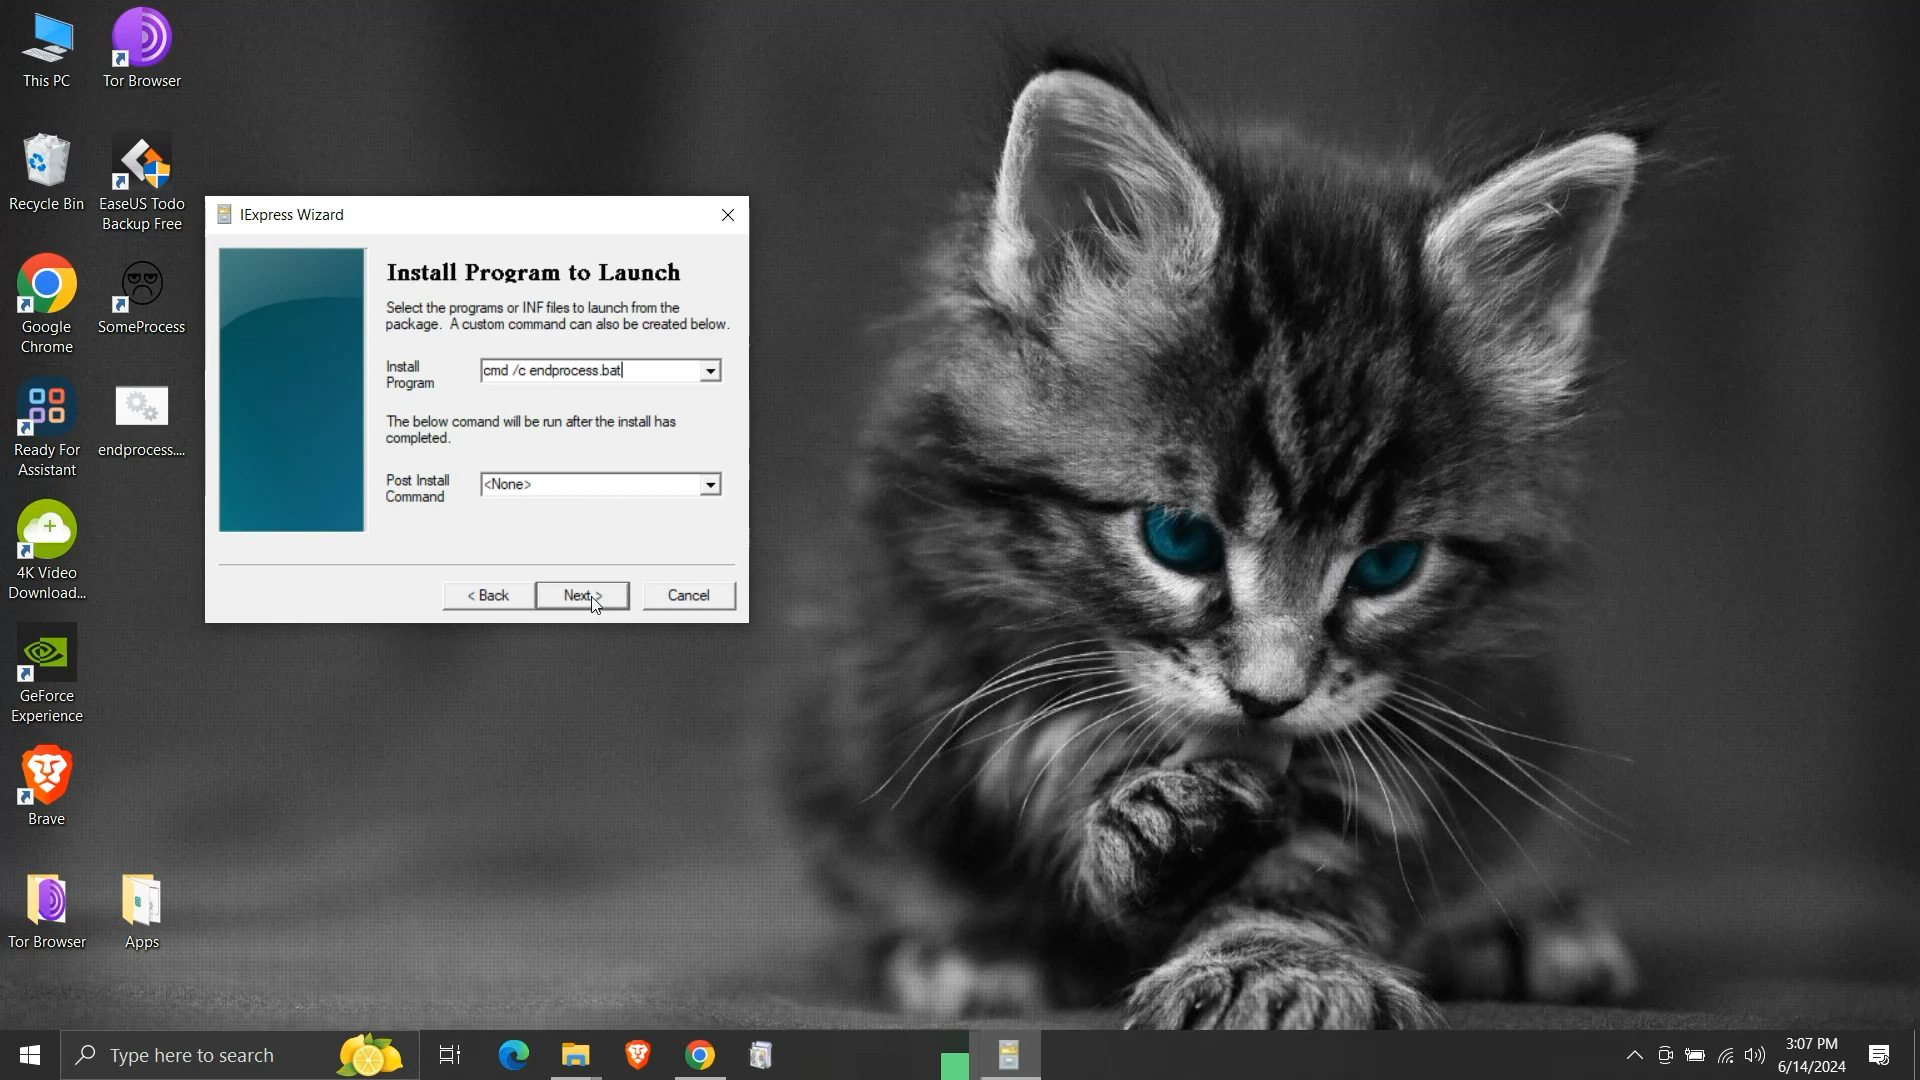 This PC
Tor Browser
Recycle Bin
EaseUS Todo
Backup Free
Google
Chrome
SomeProcess
Ready For
Assistant
endprocess....
4K Video
Download...
GeForce
Experience
Brave
Tor Browser
Apps
IExpress Wizard
Install Program to Launch
Select the programs or INF files to launch from the
package. A custom command can also be created below.
Install
Program
cmd /c endprocess.bat
The below comand will be run after the install has
completed.
Post Install
Command
<None>
< Back
Next >
Cancel
Type here to search
3:07 PM
6/14/2024